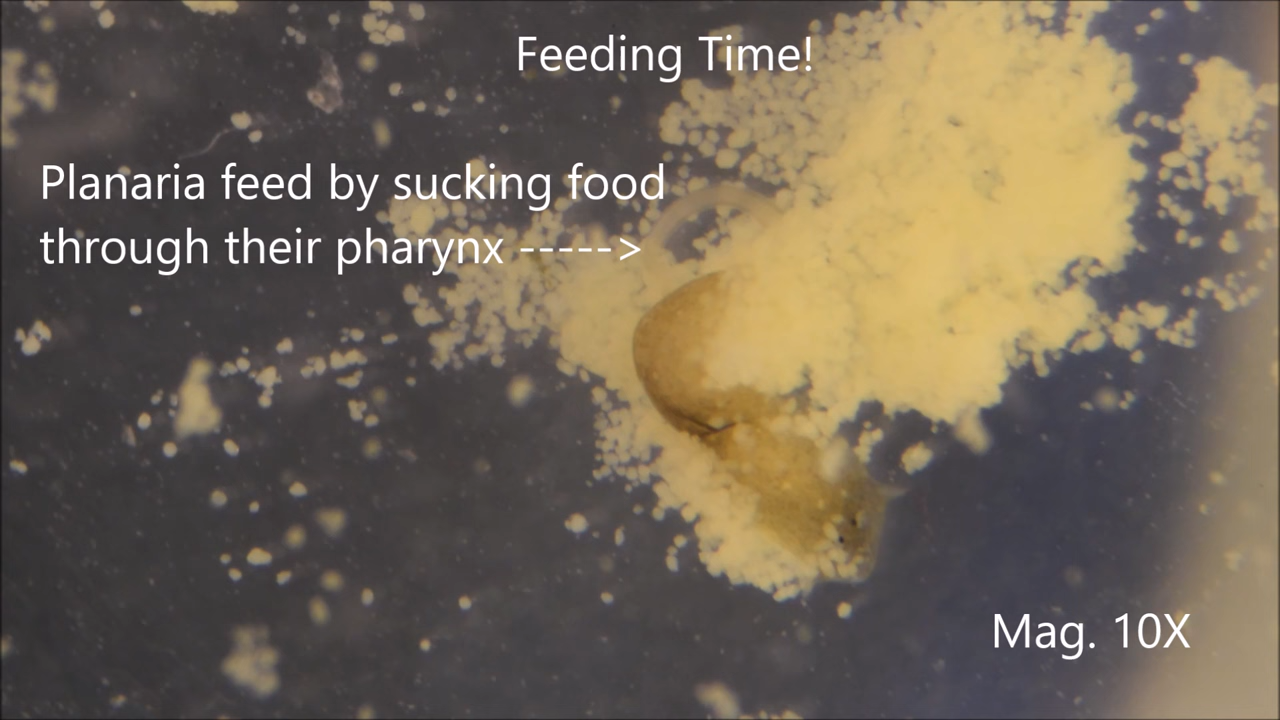 Feeding Time!
Planaria feed by sucking food
through their pharynx ----->
Mag. 10X